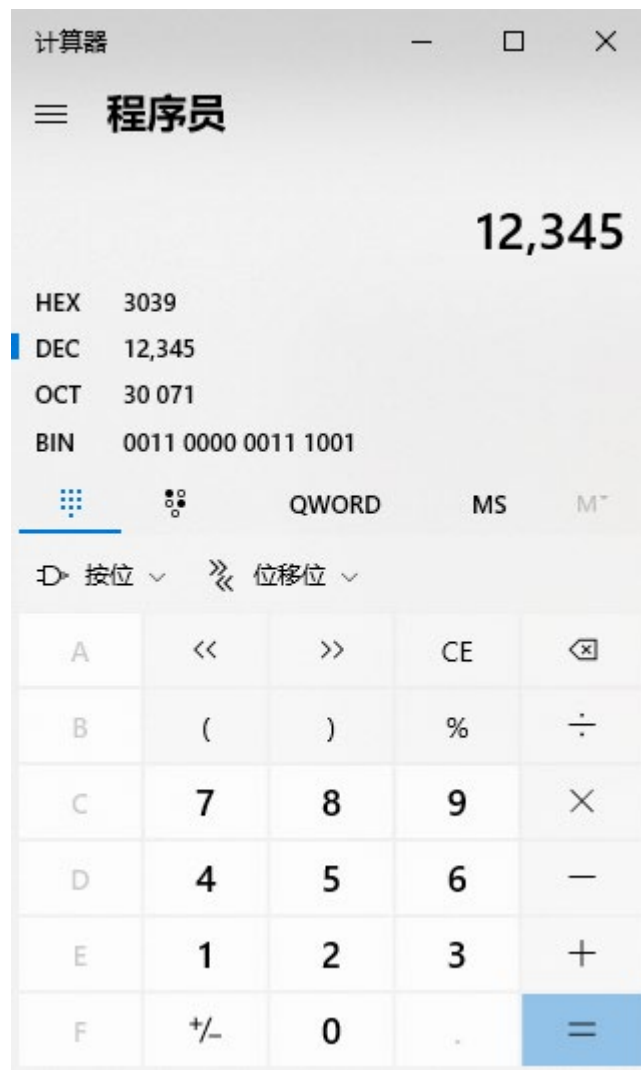 计算器
程序员
12,345
HEX 3039
DEC 12,345
OCT 30 071
BIN 0011 0000 0011 1001
QWORD MS M
按位 位移位
A << >> CE
B ( ) % ÷
C 7 8 9 ×
D 4 5 6 −
E 1 2 3 +
F +/− 0 . =